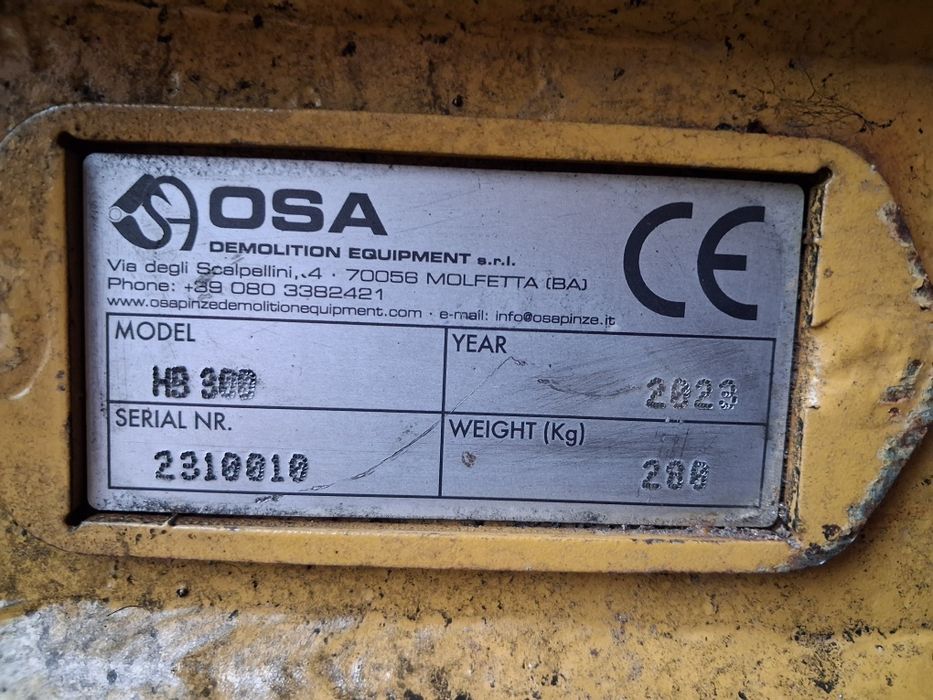 OSA
DEMOLITION EQUIPMENT s.r.l.
Via degli Scalpellini, 4 · 70056 MOLFETTA (BA)
Phone: +39 080 3382421
www.osapinzedemolitionequipment.com · e-mail: info@osapinze.it
CE
MODEL
HB 300
YEAR
2023
SERIAL NR.
2310010
WEIGHT (Kg)
200